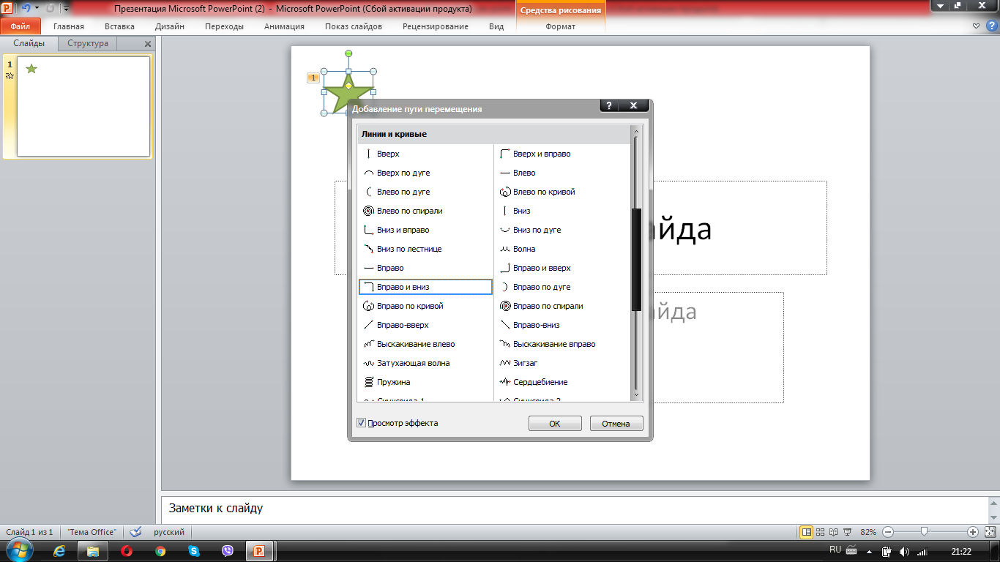 Презентация Microsoft PowerPoint (2) - Microsoft PowerPoint (Сбой активации продукта)
Средства рисования
Файл Главная Вставка Дизайн Переходы Анимация Показ слайдов Рецензирование Вид Формат
Слайды Структура
1
1
Добавление пути перемещения
Линии и кривые
Вверх Вверх и вправо
Вверх по дуге Влево
Влево по дуге Влево по кривой
Влево по спирали Вниз
Вниз и вправо Вниз по дуге
Вниз по лестнице Волна
Вправо Вправо и вверх
Вправо и вниз Вправо по дуге
Вправо по кривой Вправо по спирали
Вправо-вверх Вправо-вниз
Выскакивание влево Выскакивание вправо
Затухающая волна Зигзаг
Пружина Сердцебиение
Синусоида 1 Синусоида 2
Просмотр эффекта ОК Отмена
айда
айда
Заметки к слайду
Слайд 1 из 1 "Тема Office" русский 82%
RU 21:22